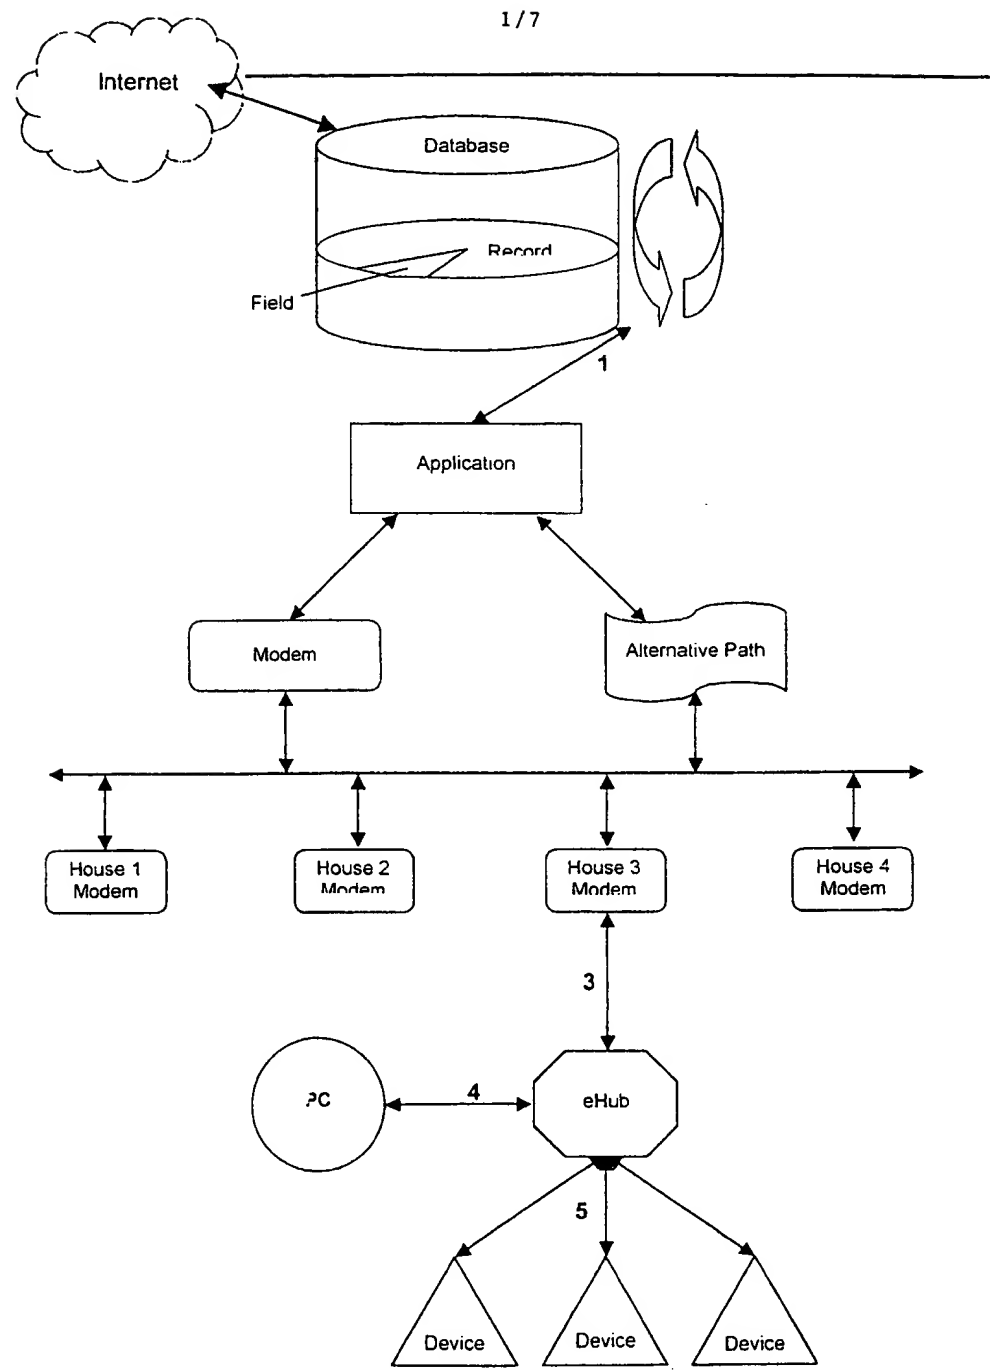 1/7
Internet
Database
Record
Field
1
Application
Modem
Alternative Path
House 1
Modem
House 2
Modem
House 3
Modem
House 4
Modem
3
PC
4
eHub
5
Device
Device
Device